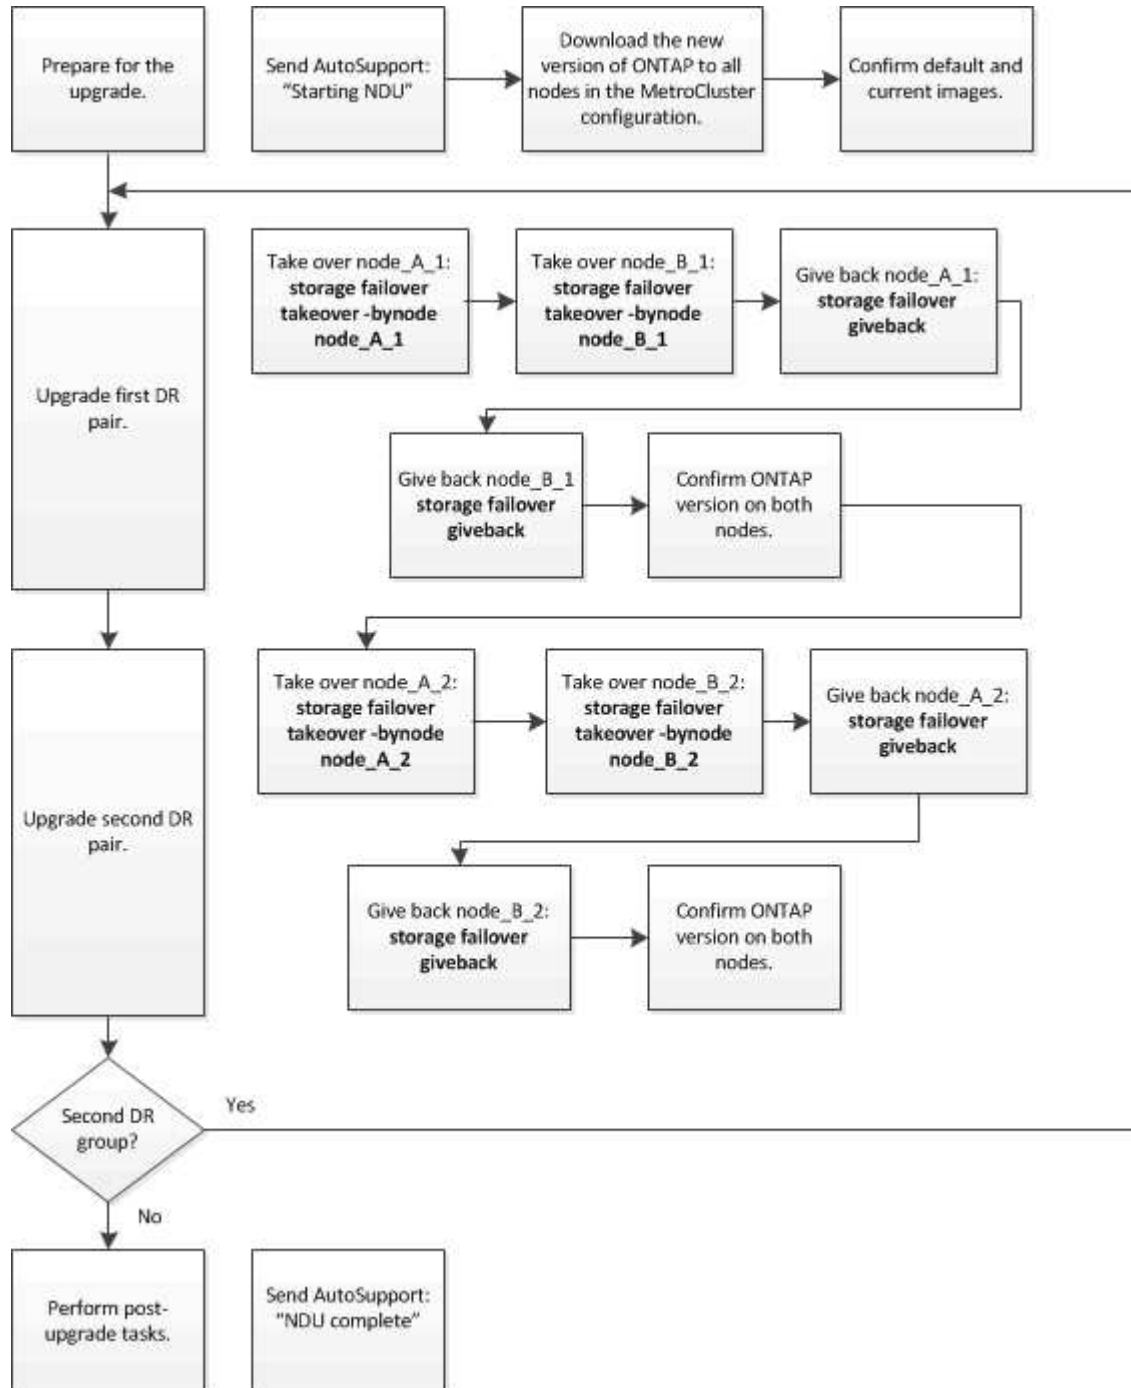 Prepare for the
upgrade.
Send AutoSupport:
“Starting NDU”
Download the new
version of ONTAP to all
nodes in the MetroCluster
configuration.
Confirm default and
current images.
Upgrade first DR
pair.
Take over node_A_1:
storage failover
takeover -bynode
node_A_1
Take over node_B_1:
storage failover
takeover -bynode
node_B_1
Give back node_A_1:
storage failover
giveback
Give back node_B_1
storage failover
giveback
Confirm ONTAP
version on both
nodes.
Upgrade second DR
pair.
Take over node_A_2:
storage failover
takeover -bynode
node_A_2
Take over node_B_2:
storage failover
takeover -bynode
node_B_2
Give back node_A_2:
storage failover
giveback
Give back node_B_2:
storage failover
giveback
Confirm ONTAP
version on both
nodes.
Second DR
group?
Yes
No
Perform post-
upgrade tasks.
Send AutoSupport:
“NDU complete”